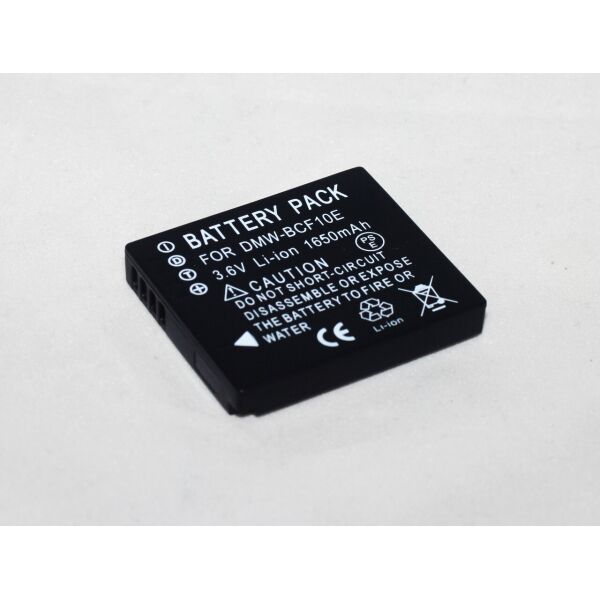 BATTERY PACK
FOR DMW-BCF10E
3.6V Li-ion 1650mAh
PS
E
CAUTION
DO NOT SHORT-CIRCUIT
DISASSEMBLE OR EXPOSE
THE BATTERY TO FIRE OR
WATER
CE
Li-ion
- T D +